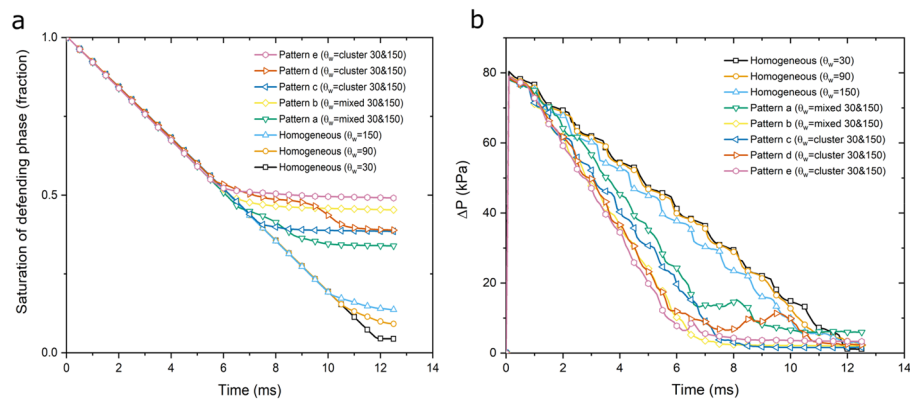 a
Saturation of defending phase (fraction)
1.0
0.5
0.0
Pattern e (θw=cluster 30&150)
Pattern d (θw=cluster 30&150)
Pattern c (θw=cluster 30&150)
Pattern b (θw=mixed 30&150)
Pattern a (θw=mixed 30&150)
Homogeneous (θw=150)
Homogeneous (θw=90)
Homogeneous (θw=30)
0 2 4 6 8 10 12 14
Time (ms)
b
ΔP (kPa)
80
60
40
20
0
Homogeneous (θw=30)
Homogeneous (θw=90)
Homogeneous (θw=150)
Pattern a (θw=mixed 30&150)
Pattern b (θw=mixed 30&150)
Pattern c (θw=cluster 30&150)
Pattern d (θw=cluster 30&150)
Pattern e (θw=cluster 30&150)
0 2 4 6 8 10 12 14
Time (ms)